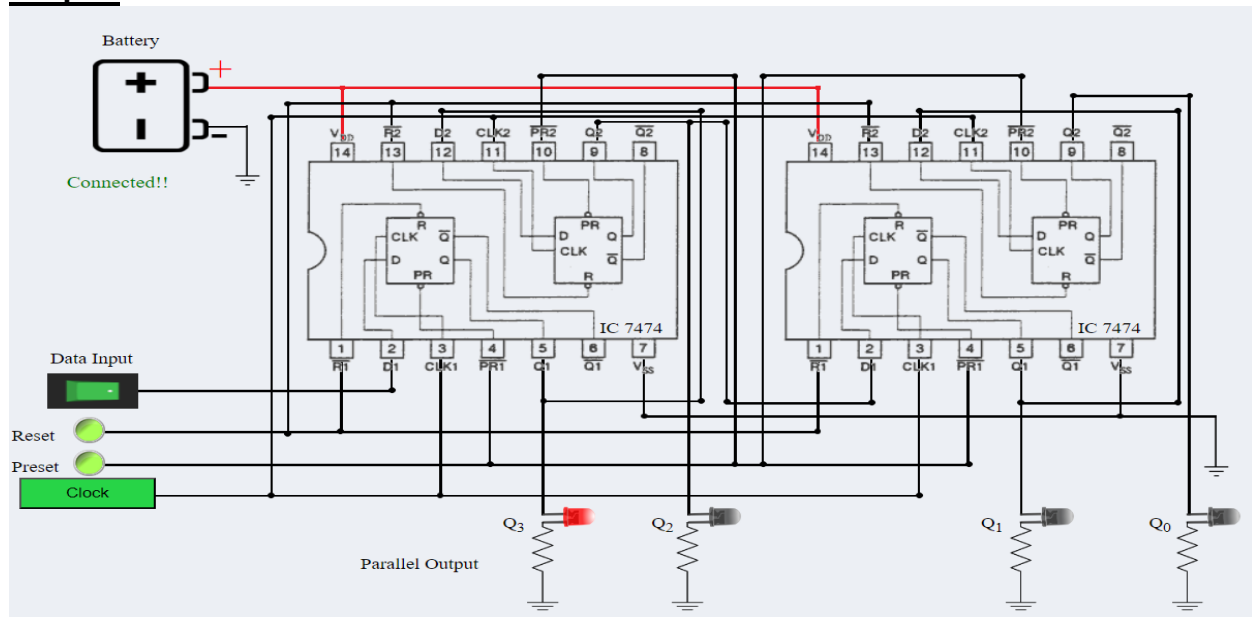 Battery
+
Connected!!
VDD R2 D2 CLK2 PR2 Q2 Q2
14 13 12 11 10 9 8
R
CLK Q
D Q
PR
PR
D Q
CLK Q
R
IC 7474
1 2 3 4 5 6 7
R1 D1 CLK1 PR1 Q1 Q1 VSS
VDD R2 D2 CLK2 PR2 Q2 Q2
14 13 12 11 10 9 8
R
CLK Q
D Q
PR
PR
D Q
CLK Q
R
IC 7474
1 2 3 4 5 6 7
R1 D1 CLK1 PR1 Q1 Q1 VSS
Data Input
Reset
Preset
Clock
Q3
Q2
Q1
Q0
Parallel Output